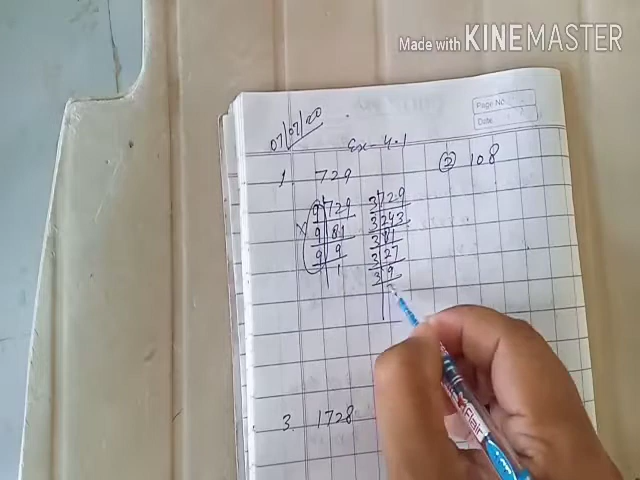 Made with KINEMASTER
Page No.
Date
07/07/20
Ex-4.1
1. 729
② 108
9 729
9 81
9 9
1
3 729
3 243
3 81
3 27
3 9
3. 1728
Flair